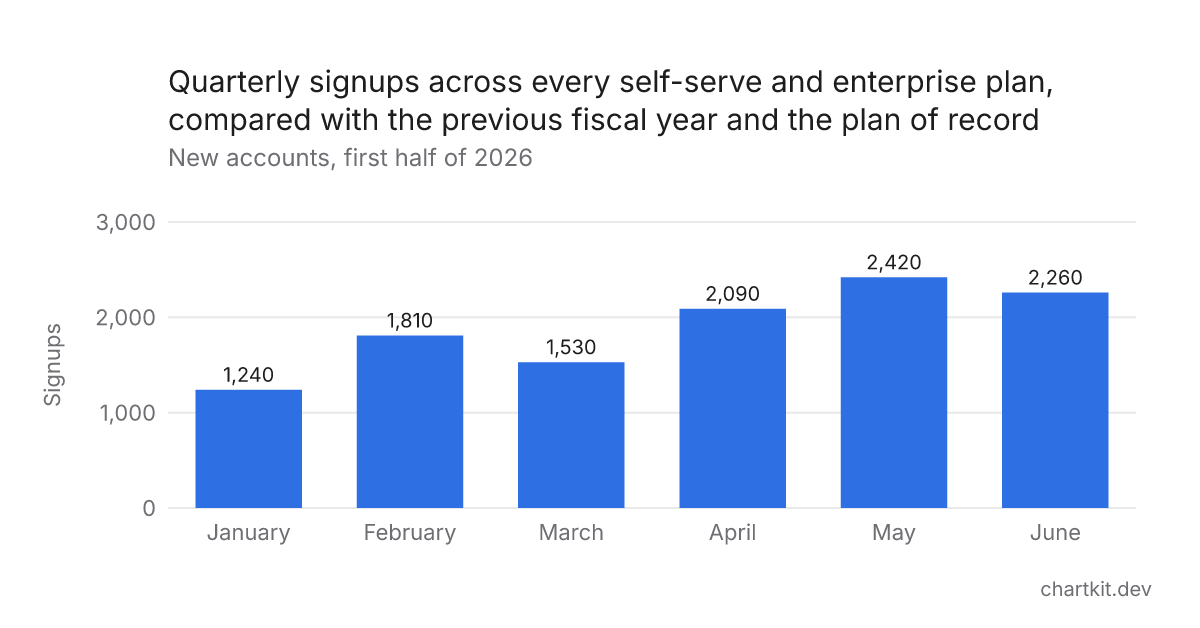 Quarterly signups across every self-serve and enterprise plan,
compared with the previous fiscal year and the plan of record
New accounts, first half of 2026
3,000
2,000
1,000
0
Signups
1,240
1,810
1,530
2,090
2,420
2,260
January
February
March
April
May
June
chartkit.dev